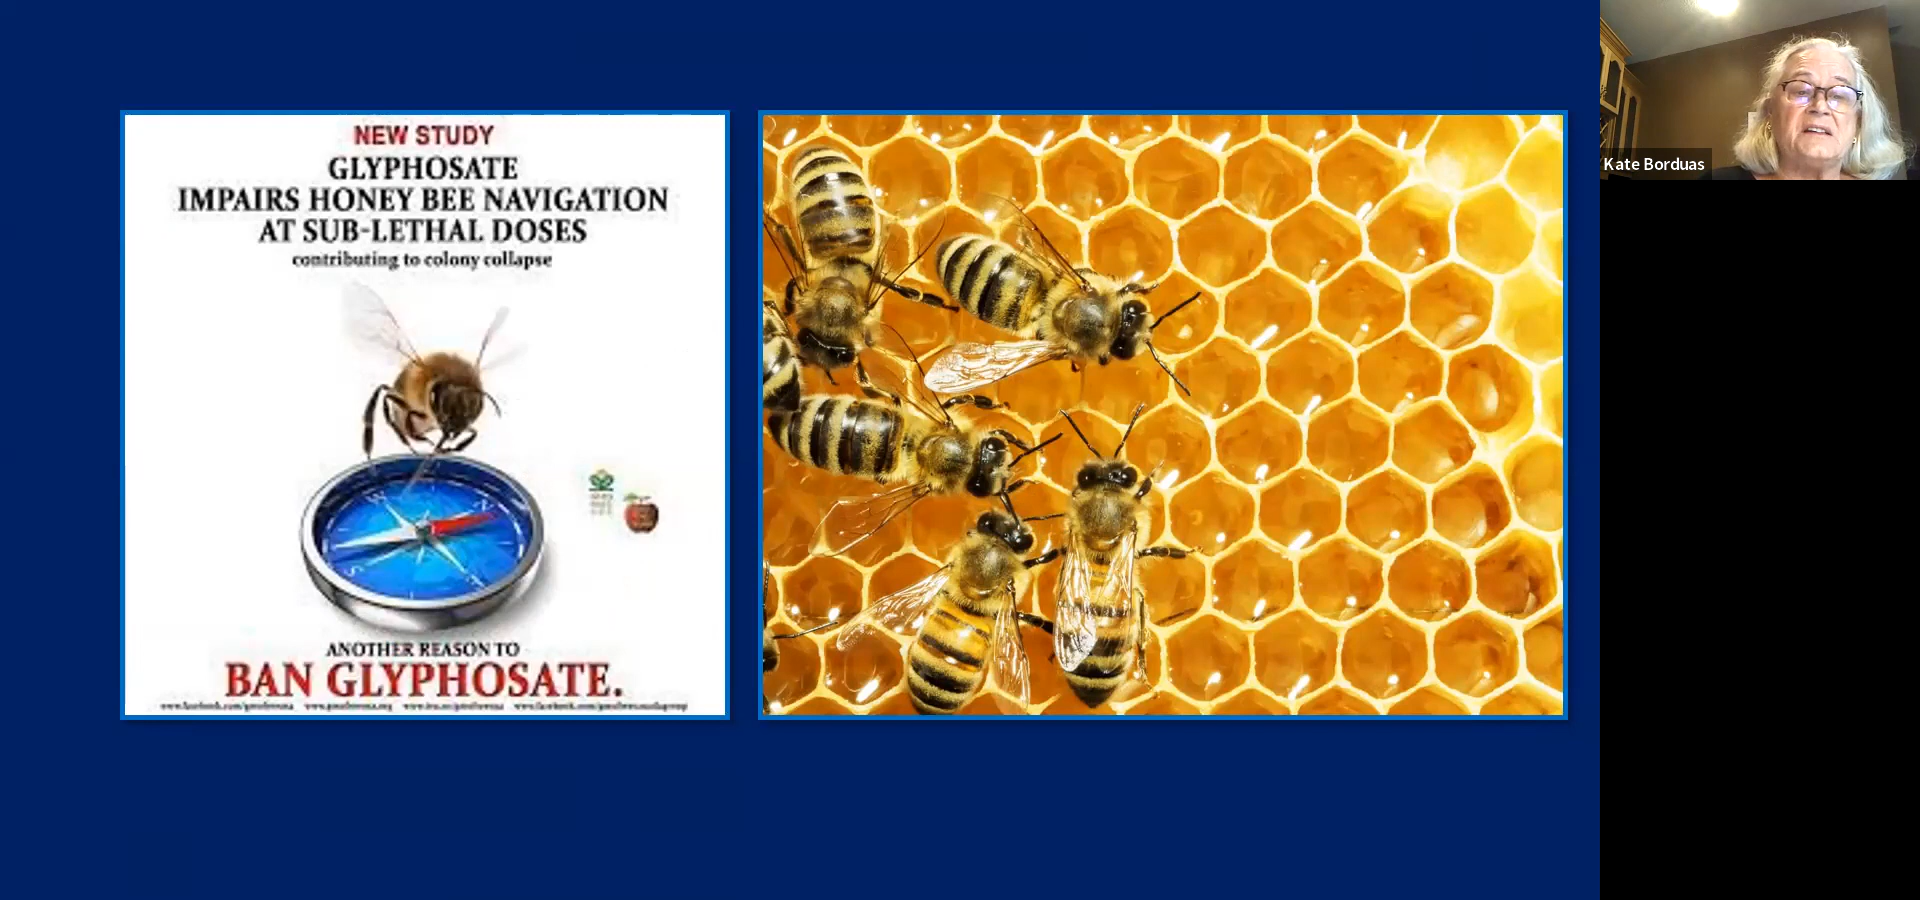 NEW STUDY
GLYPHOSATE
IMPAIRS HONEY BEE NAVIGATION
AT SUB-LETHAL DOSES
contributing to colony collapse
W
N
S
ANOTHER REASON TO
BAN GLYPHOSATE.
Kate Borduas